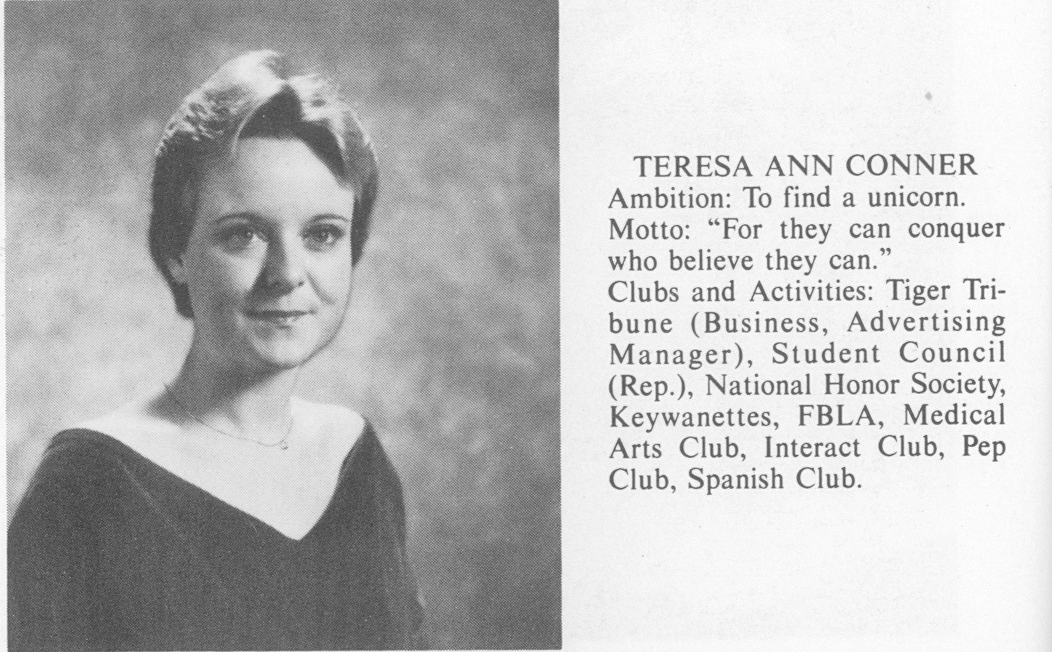 TERESA ANN CONNER
Ambition: To find a unicorn.
Motto: “For they can conquer
who believe they can.”
Clubs and Activities: Tiger Tri-
bune (Business, Advertising
Manager), Student Council
(Rep.), National Honor Society,
Keywanettes, FBLA, Medical
Arts Club, Interact Club, Pep
Club, Spanish Club.